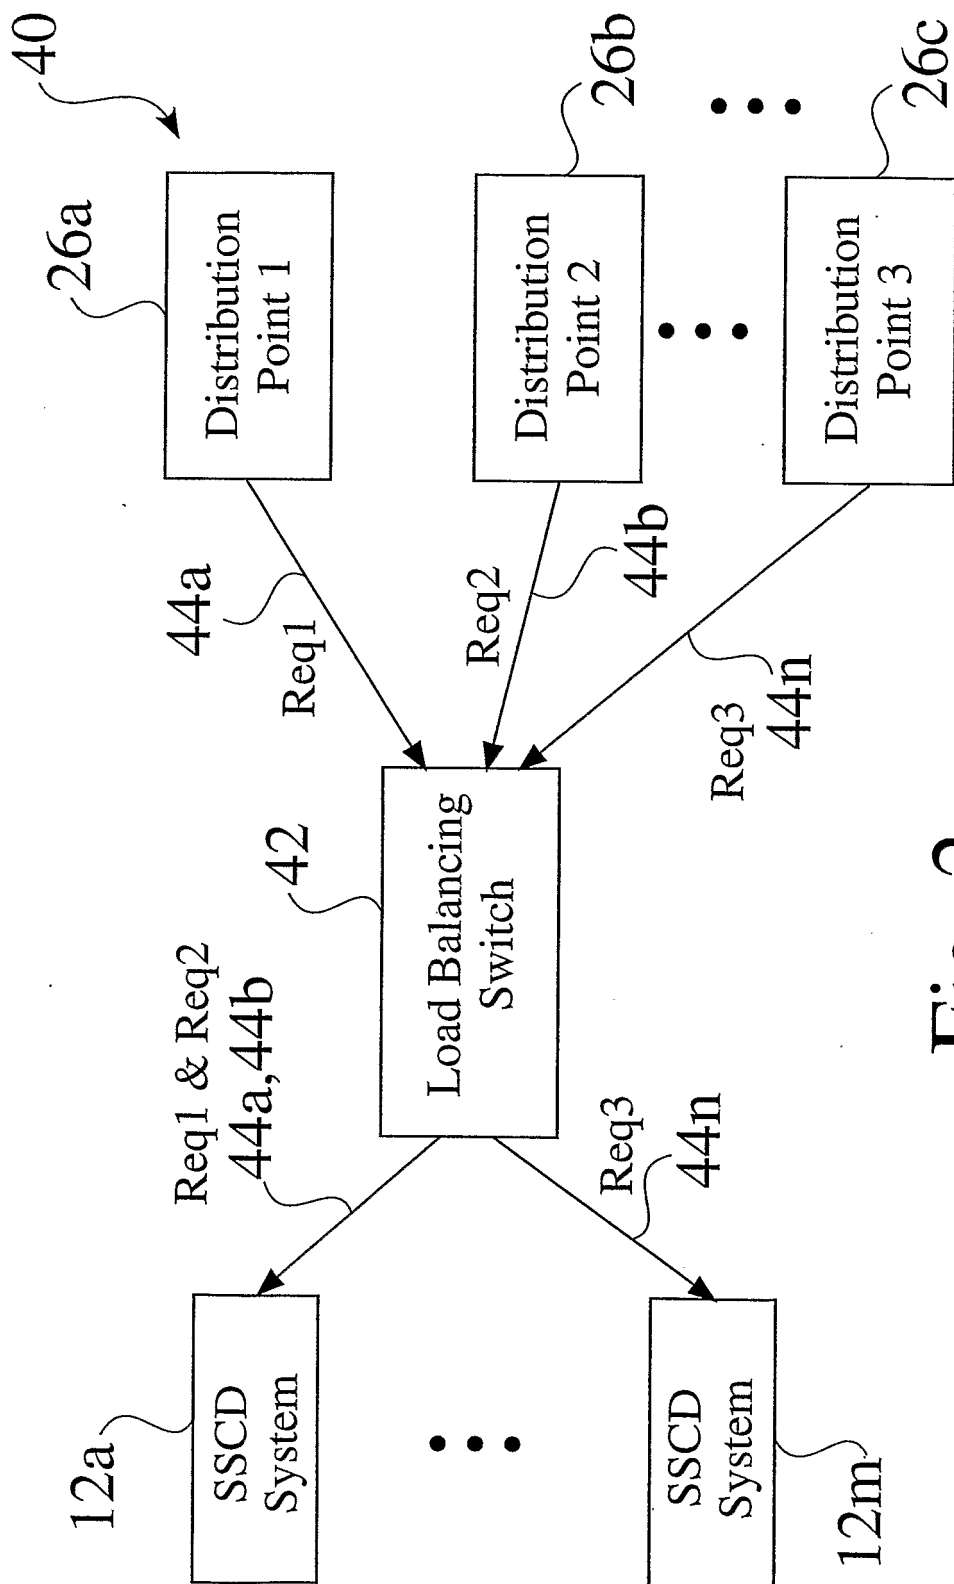 40
12a
SSCD
System
Req1 & Req2
44a,44b
42
Load Balancing
Switch
44a
Req1
26a
Distribution
Point 1
Req2
44b
Distribution
Point 2
26b
12m
SSCD
System
Req3
44n
Req3
44n
Distribution
Point 3
26c